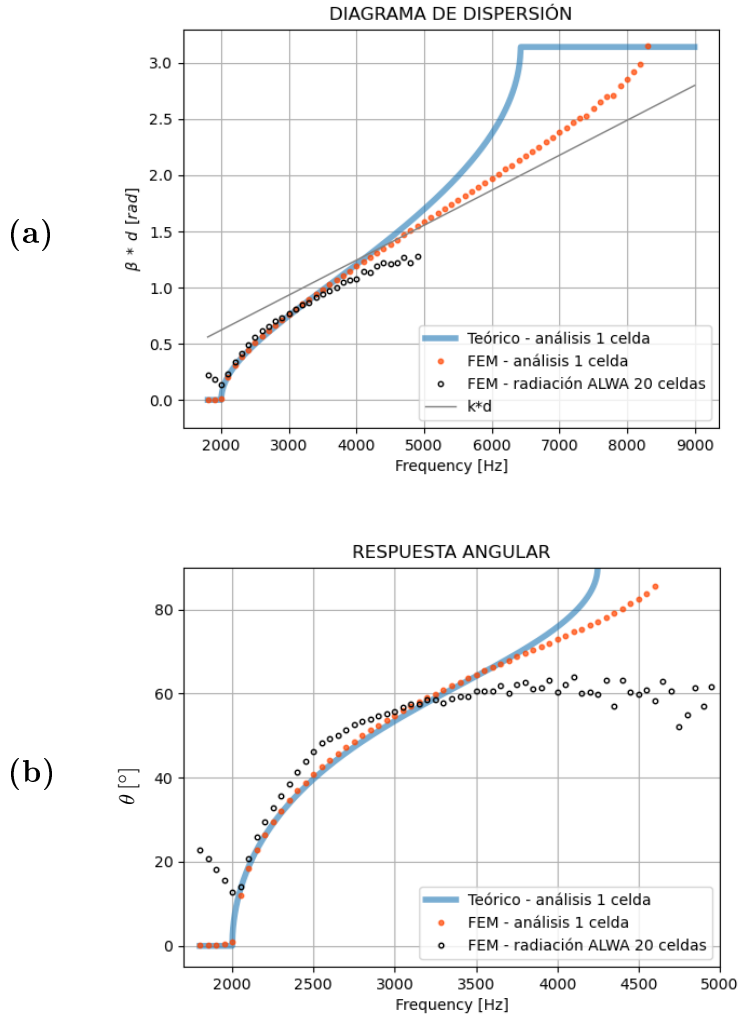 DIAGRAMA DE DISPERSIÓN
(a)
β * d [rad]
3.0
2.5
2.0
1.5
1.0
0.5
0.0
Teórico - análisis 1 celda
FEM - análisis 1 celda
FEM - radiación ALWA 20 celdas
k*d
2000 3000 4000 5000 6000 7000 8000 9000
Frequency [Hz]
RESPUESTA ANGULAR
(b)
θ [°]
80
60
40
20
0
Teórico - análisis 1 celda
FEM - análisis 1 celda
FEM - radiación ALWA 20 celdas
2000 2500 3000 3500 4000 4500 5000
Frequency [Hz]